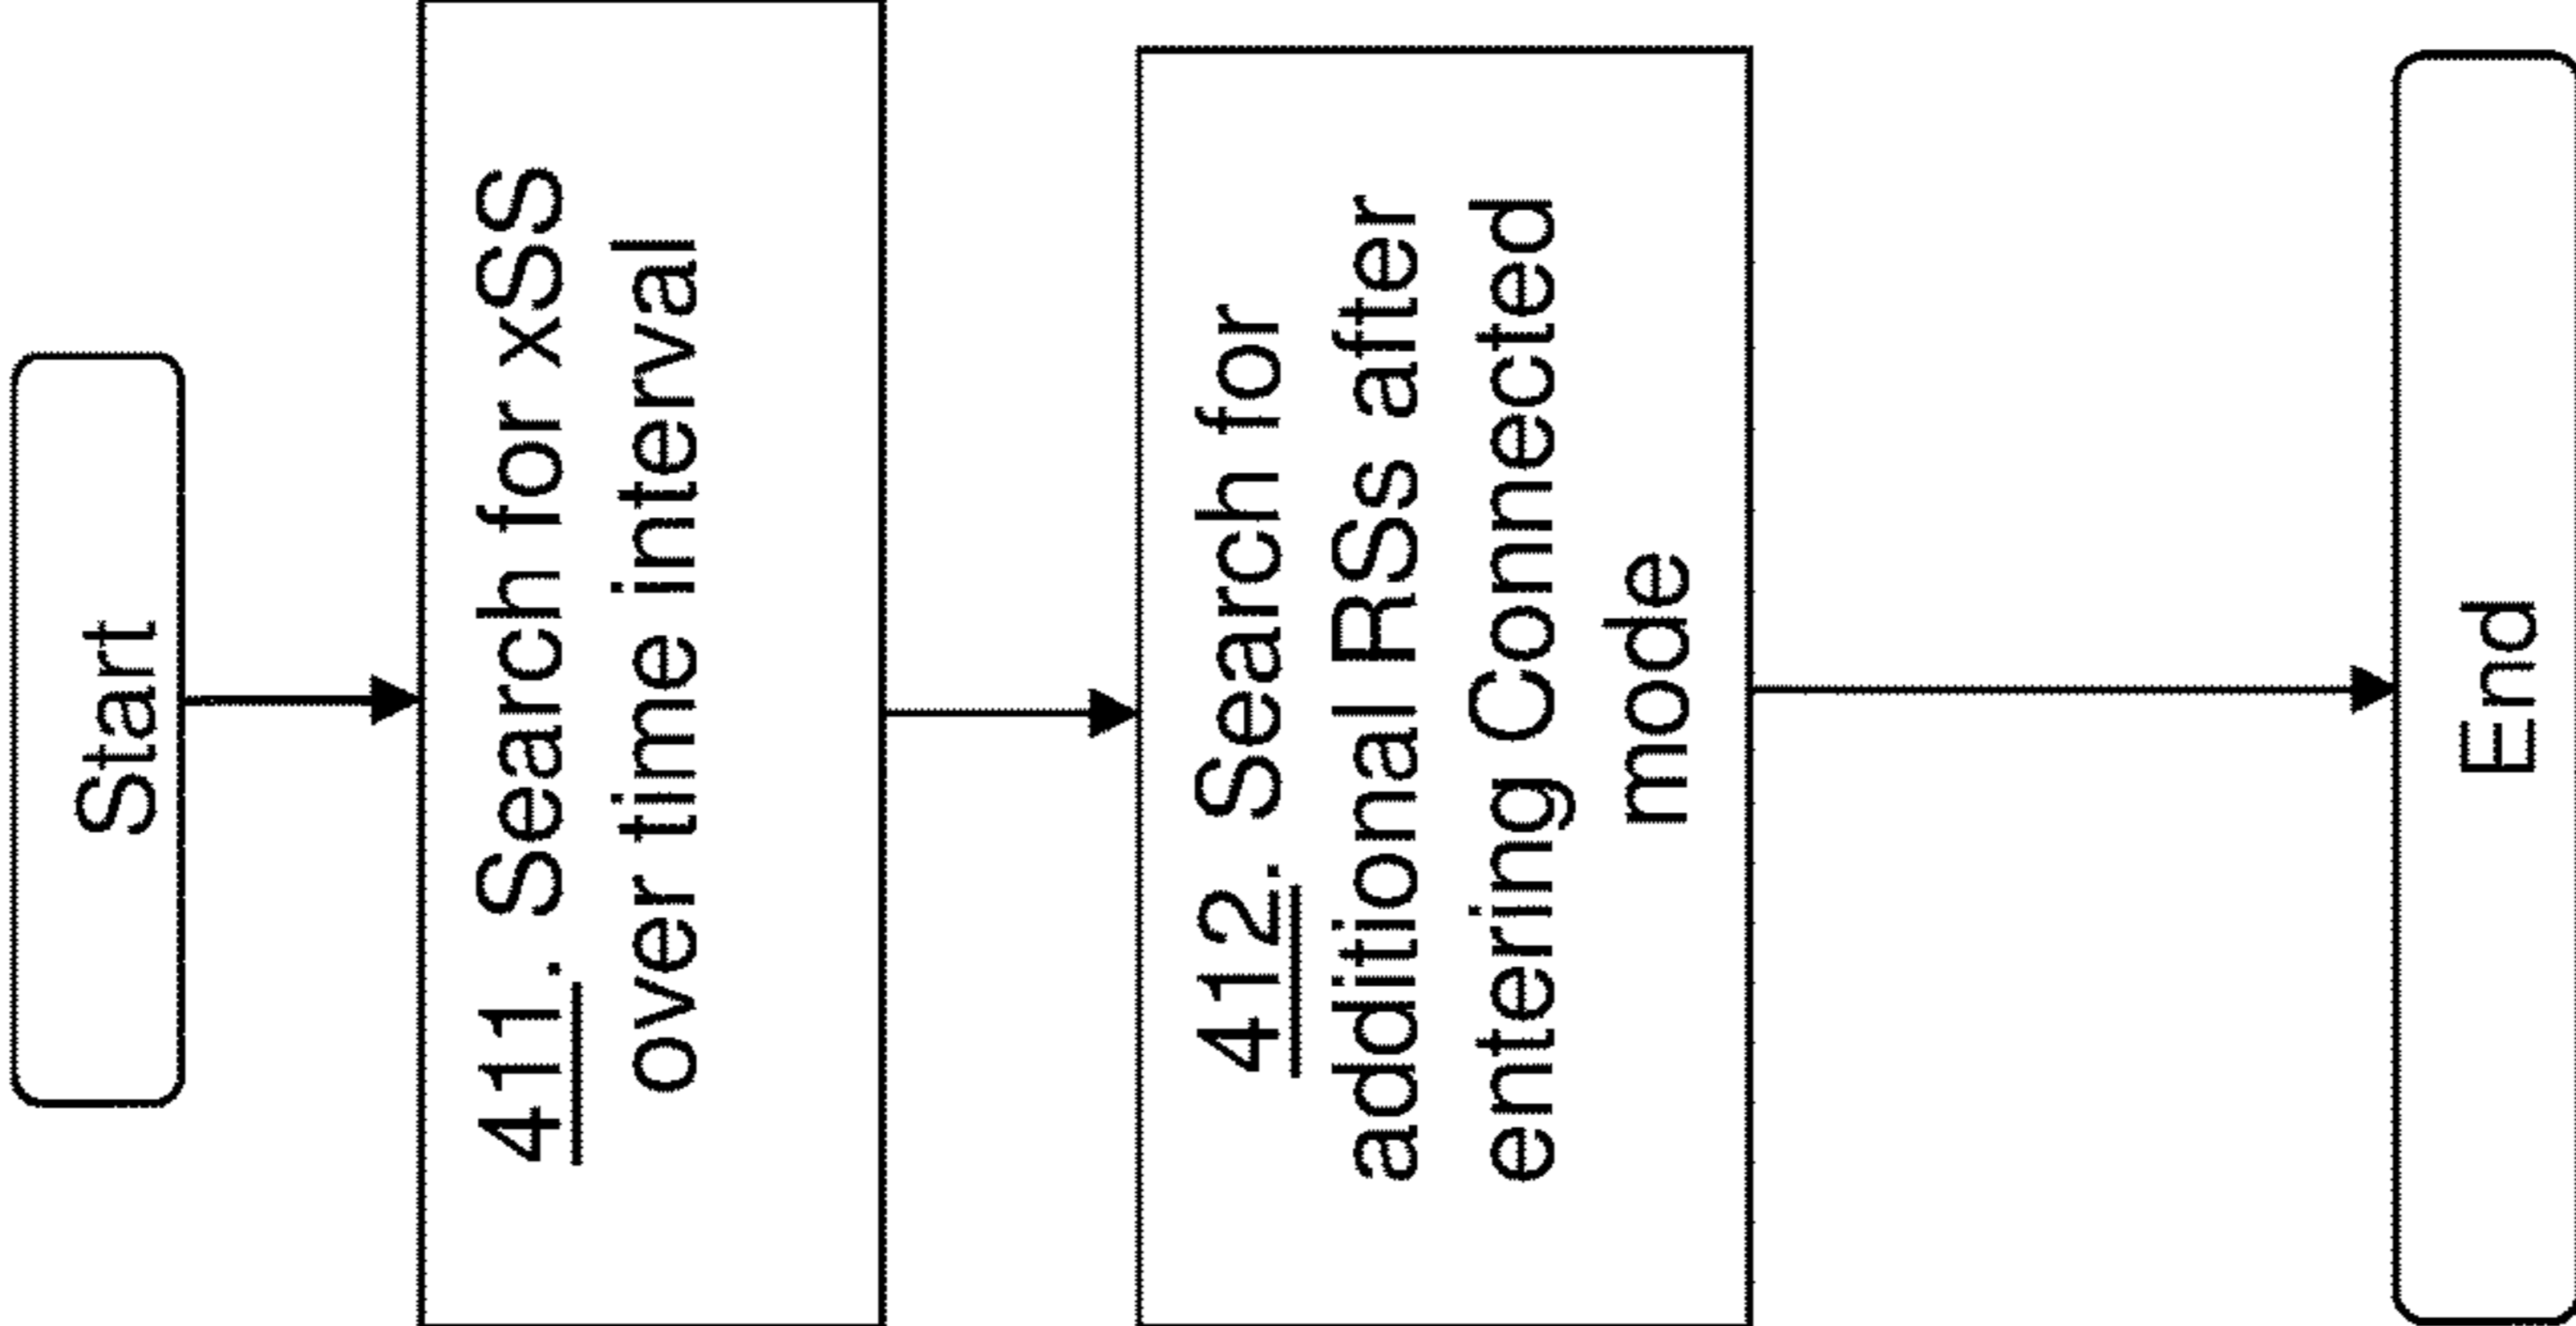 Start
411. Search for xSS
over time interval
412. Search for
additional RSs after
entering Connected
mode
End